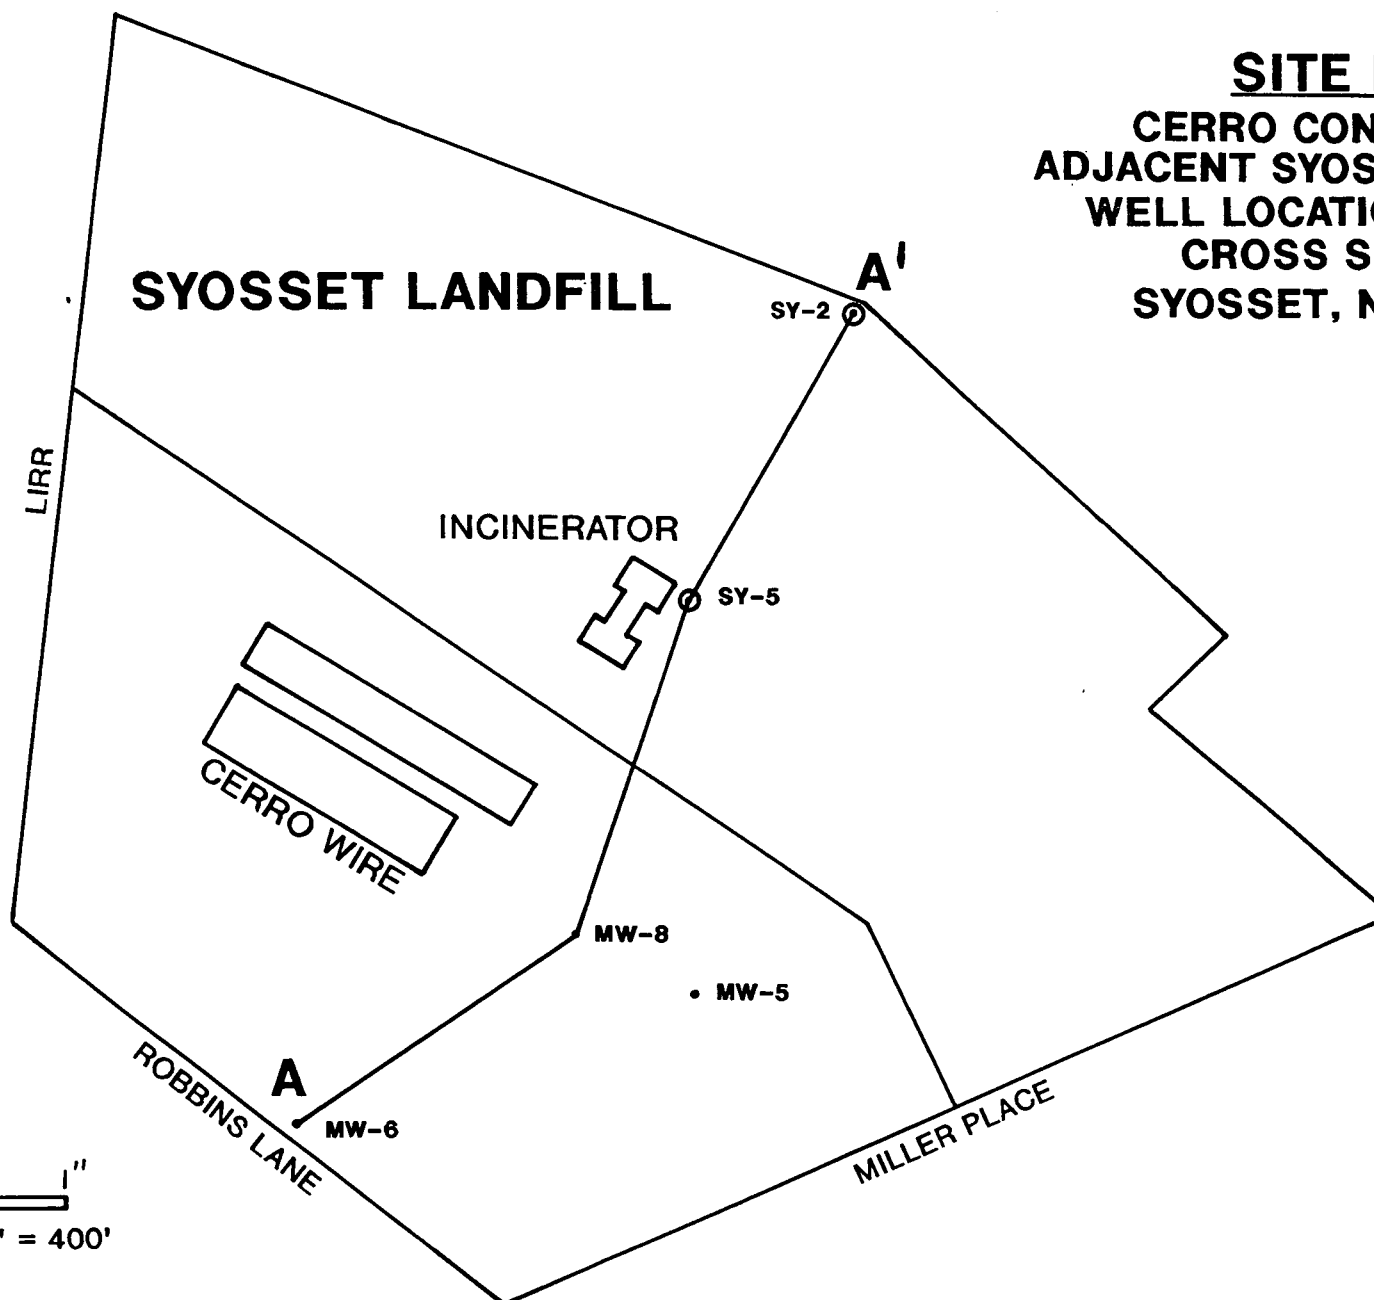 SITE
CERRO CON
ADJACENT SYOS
WELL LOCATIO
CROSS S
SYOSSET, N
A'
SY-2
SYOSSET LANDFILL
LIRR
INCINERATOR
SY-5
CERRO WIRE
MW-8
MW-5
A
MW-6
ROBBINS LANE
MILLER PLACE
1"
' = 400'